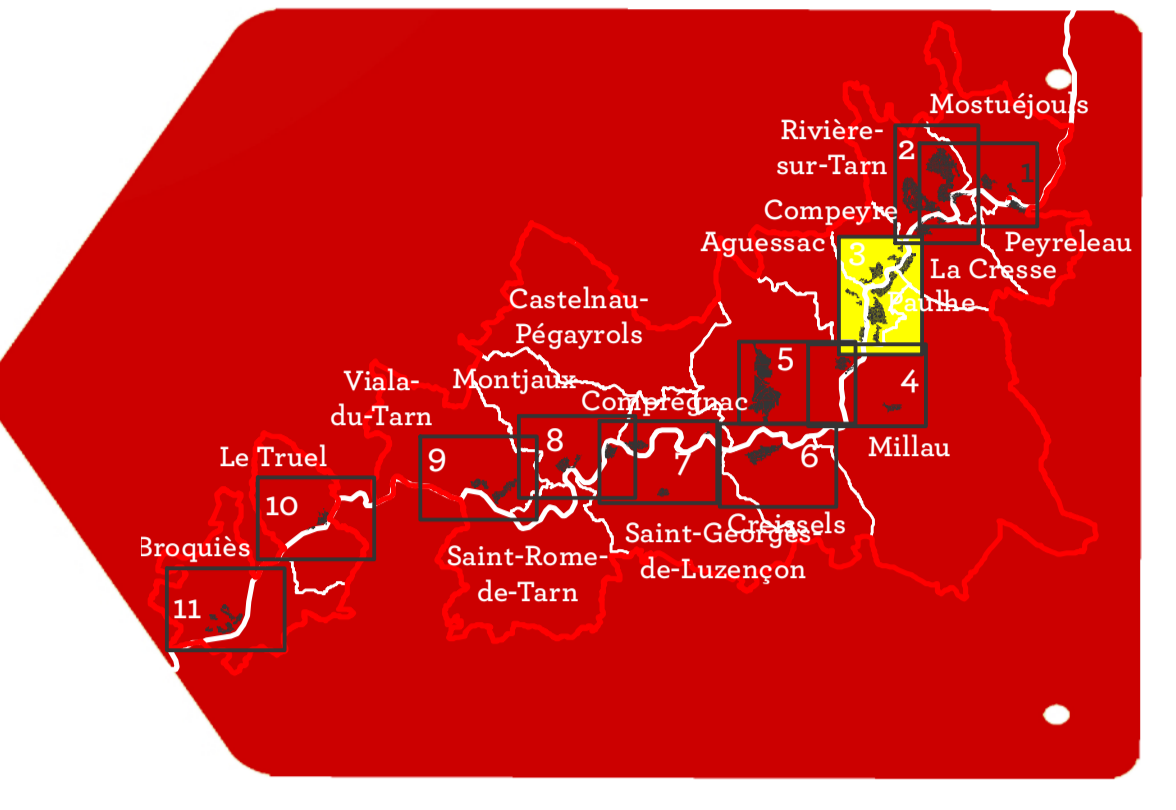 Mostuéjouls
Rivière-
sur-Tarn
2
1
Compeyre
Aguessac
Peyreleau
3
La Cresse
Paulhe
Castelnau-
Pégayrols
5
4
Viala-
du-Tarn
Montjaux
Comprégnac
Millau
8
9
7
6
Le Truel
10
Creissels
Saint-Georges-
de-Luzençon
Broquiès
Saint-Rome-
de-Tarn
11